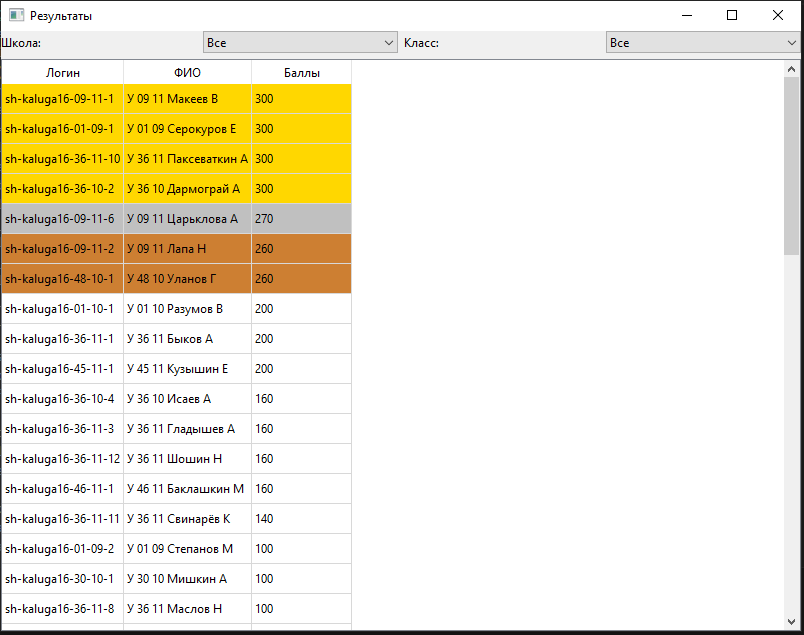 Результаты
Школа: Все Класс: Все
Логин ФИО Баллы
sh-kaluga16-09-11-1 У 09 11 Макеев В 300
sh-kaluga16-01-09-1 У 01 09 Серокуров Е 300
sh-kaluga16-36-11-10 У 36 11 Паксеваткин А 300
sh-kaluga16-36-10-2 У 36 10 Дармограй А 300
sh-kaluga16-09-11-6 У 09 11 Царьклова А 270
sh-kaluga16-09-11-2 У 09 11 Лапа Н 260
sh-kaluga16-48-10-1 У 48 10 Уланов Г 260
sh-kaluga16-01-10-1 У 01 10 Разумов В 200
sh-kaluga16-36-11-1 У 36 11 Быков А 200
sh-kaluga16-45-11-1 У 45 11 Кузышин Е 200
sh-kaluga16-36-10-4 У 36 10 Исаев А 160
sh-kaluga16-36-11-3 У 36 11 Гладышев А 160
sh-kaluga16-36-11-12 У 36 11 Шошин Н 160
sh-kaluga16-46-11-1 У 46 11 Баклашкин М 160
sh-kaluga16-36-11-11 У 36 11 Свинарёв К 140
sh-kaluga16-01-09-2 У 01 09 Степанов М 100
sh-kaluga16-30-10-1 У 30 10 Мишкин А 100
sh-kaluga16-36-11-8 У 36 11 Маслов Н 100